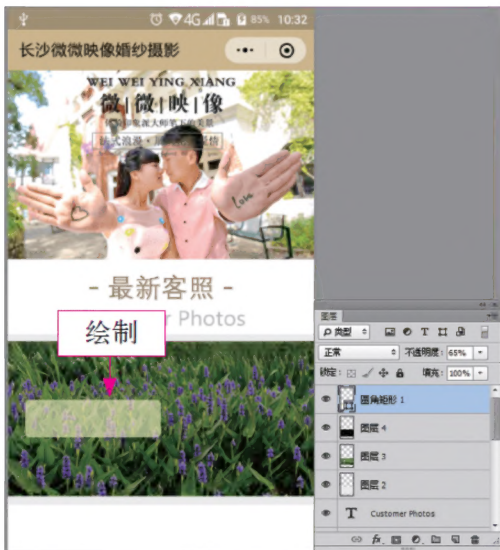 4G 85% 10:32
长沙微微映像婚纱摄影
WEI WEI YING XIANG
微|微|映|像
- 最新客照 -
er Photos
绘制
Love
图层
类型
T
正常
不透明度: 65%
锁定:
填充: 100%
圆角矩形 1
图层 4
图层 3
图层 2
T Customer Photos
fx